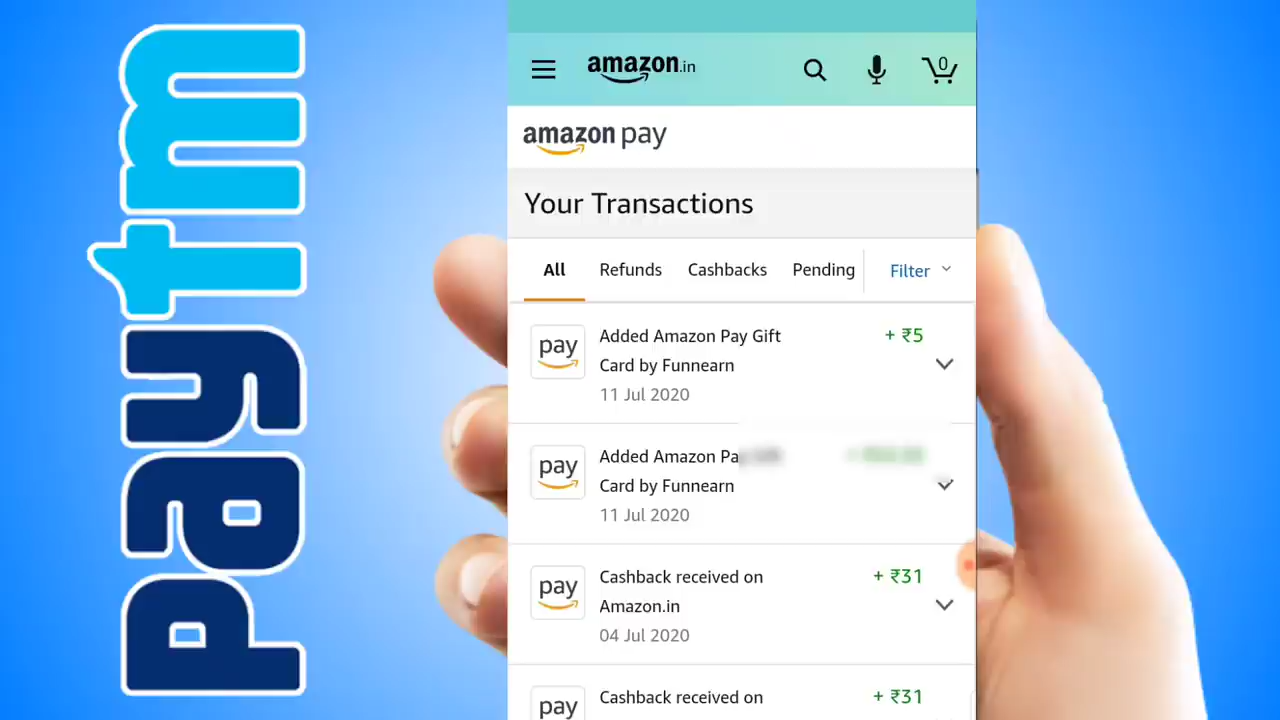 paytm
amazon.in
0
amazon pay
Your Transactions
All Refunds Cashbacks Pending Filter
pay
Added Amazon Pay Gift + ₹5
Card by Funnearn
11 Jul 2020
pay
Added Amazon Pa
Card by Funnearn
11 Jul 2020
pay
Cashback received on + ₹31
Amazon.in
04 Jul 2020
pay
Cashback received on + ₹31